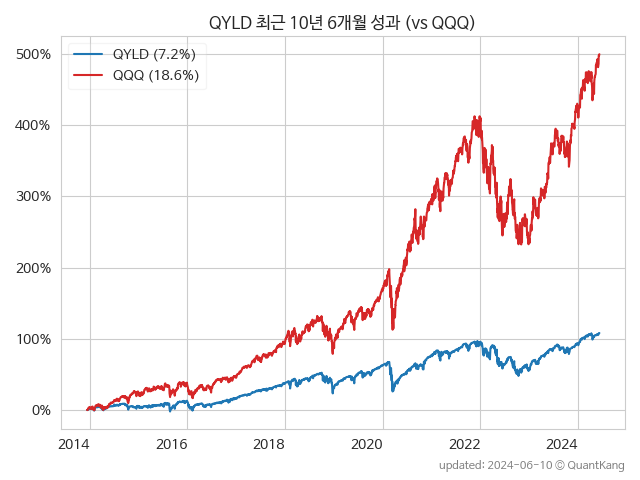 QYLD 최근 10년 6개월 성과 (vs QQQ)
QYLD (7.2%)
QQQ (18.6%)
500%
400%
300%
200%
100%
0%
2014 2016 2018 2020 2022 2024
updated: 2024-06-10 © QuantKang